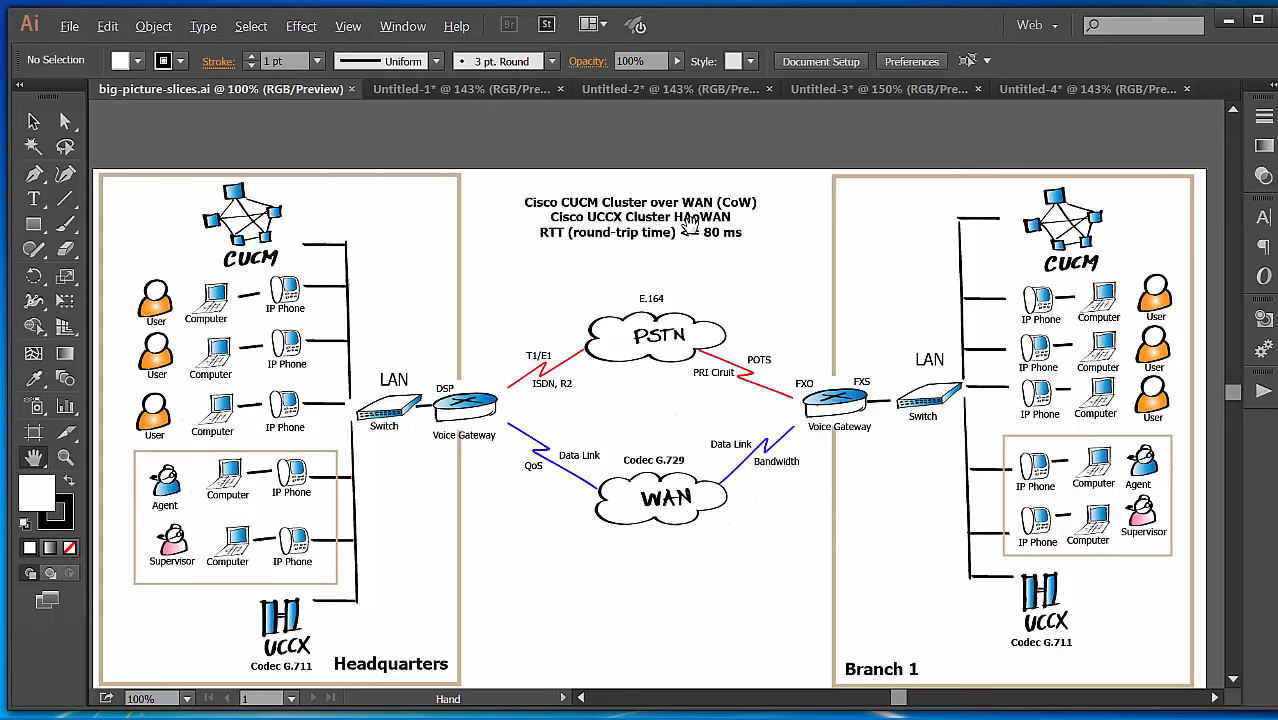 Ai File Edit Object Type Select Effect View Window Help Br St Web
No Selection Stroke: 1 pt Uniform 3 pt. Round Opacity: 100% Style: Document Setup Preferences
big-picture-slices.ai @ 100% (RGB/Preview) × Untitled-1* @ 143% (RGB/Pre... × Untitled-2* @ 143% (RGB/Pre... × Untitled-3* @ 150% (RGB/Pre... × Untitled-4* @ 143% (RGB/Pre... ×
Cisco CUCM Cluster over WAN (CoW)
Cisco UCCX Cluster WAN
RTT (round-trip time) 80 ms
CUCM
User
Computer
IP Phone
User
Computer
IP Phone
User
Computer
IP Phone
Agent
Computer
IP Phone
Supervisor
Computer
IP Phone
UCCX
Codec G.711
Headquarters
LAN
Switch
DSP
Voice Gateway
E.164
PSTN
T1/E1
ISDN, R2
POTS
PRI Ciruit
QoS
Data Link
Codec G.729
WAN
Data Link
Bandwidth
FXO
FXS
Voice Gateway
LAN
Switch
CUCM
IP Phone
Computer
User
IP Phone
Computer
User
IP Phone
Computer
User
IP Phone
Computer
Agent
IP Phone
Computer
Supervisor
UCCX
Codec G.711
Branch 1
100% 1 Hand